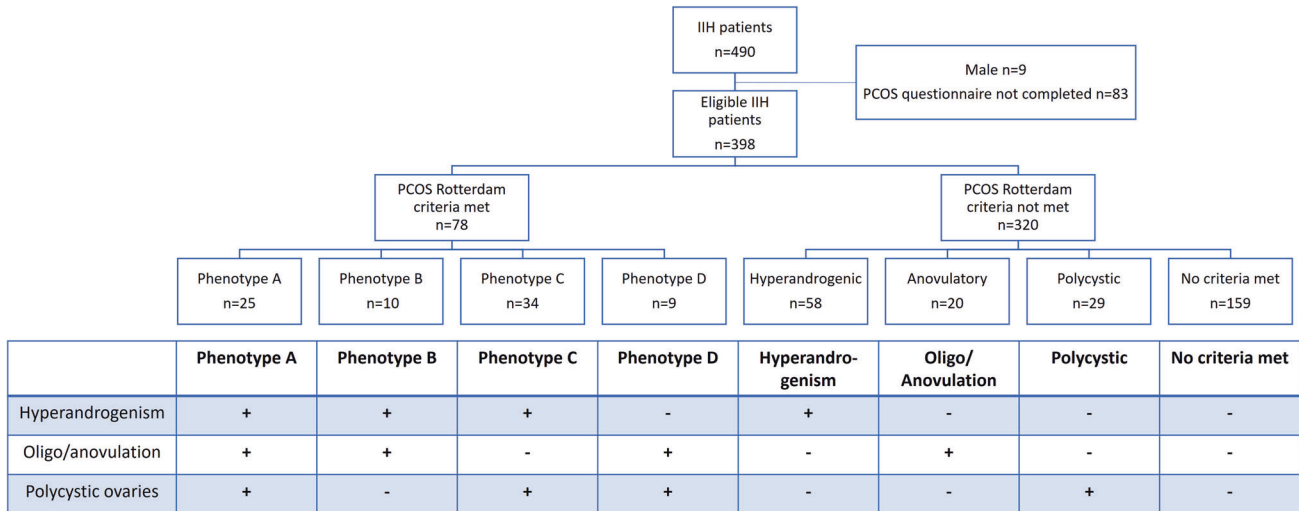 IIH patients
n=490
Male n=9
PCOS questionnaire not completed n=83
Eligible IIH
patients
n=398
PCOS Rotterdam
criteria met
n=78
PCOS Rotterdam
criteria not met
n=320
Phenotype A
n=25
Phenotype B
n=10
Phenotype C
n=34
Phenotype D
n=9
Hyperandrogenic
n=58
Anovulatory
n=20
Polycystic
n=29
No criteria met
n=159
Phenotype A Phenotype B Phenotype C Phenotype D Hyperandro-
genism Oligo/
Anovulation Polycystic No criteria met
Hyperandrogenism + + + - + - - -
Oligo/anovulation + + - + - + - -
Polycystic ovaries + - + + - - + -